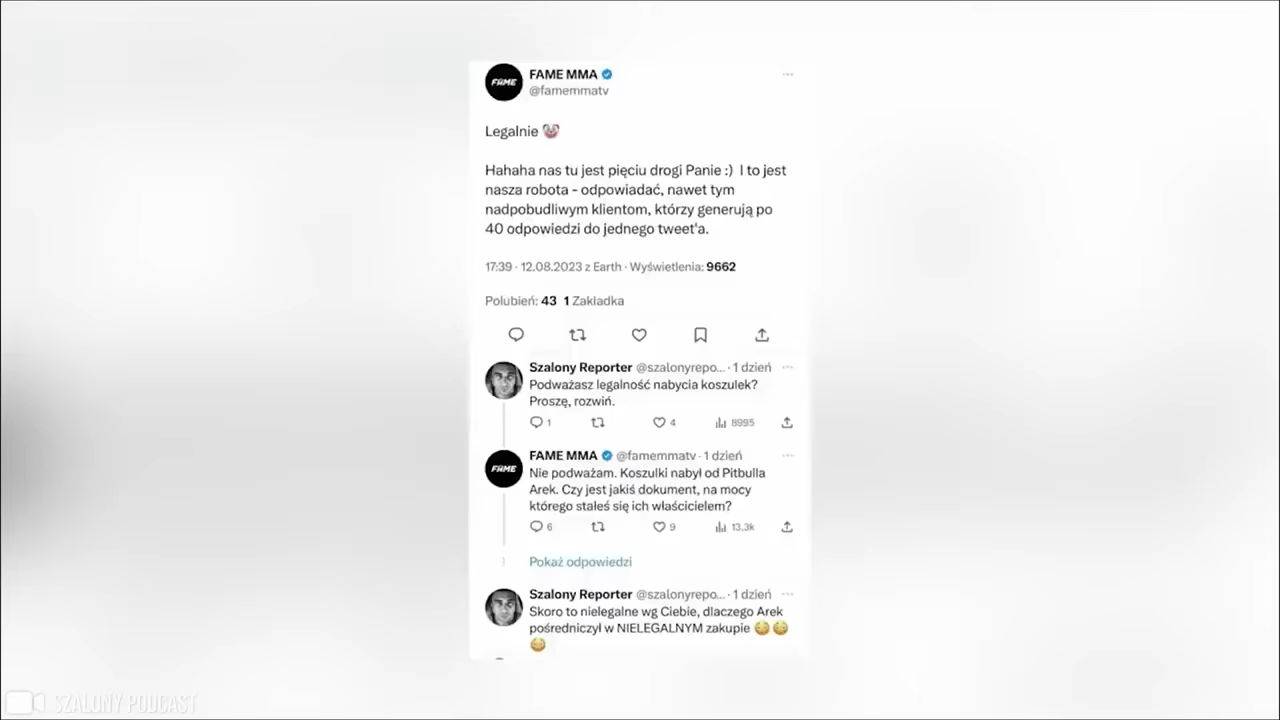 FAME
FAME MMA
@famemmatv
Legalnie 🤡
Hahaha nas tu jest pięciu drogi Panie :) I to jest
nasza robota - odpowiadać, nawet tym
nadpobudliwym klientom, którzy generują po
40 odpowiedzi do jednego tweet'a.
17:39 · 12.08.2023 z Earth · Wyświetlenia: 9662
Polubień: 43 1 Zakładka
Szalony Reporter @szalonyrepo... · 1 dzień
Podważasz legalność nabycia koszulek?
Proszę, rozwiń.
1 4 8995
FAME
FAME MMA @famemmatv · 1 dzień
Nie podważam. Koszulki nabył od Pitbulla
Arek. Czy jest jakiś dokument, na mocy
którego stałeś się ich właścicielem?
6 9 13,3k
Pokaż odpowiedzi
Szalony Reporter @szalonyrepo... · 1 dzień
Skoro to nielegalne wg Ciebie, dlaczego Arek
pośredniczył w NIELEGALNYM zakupie 😳😳
😳
SZALONY PODCAST